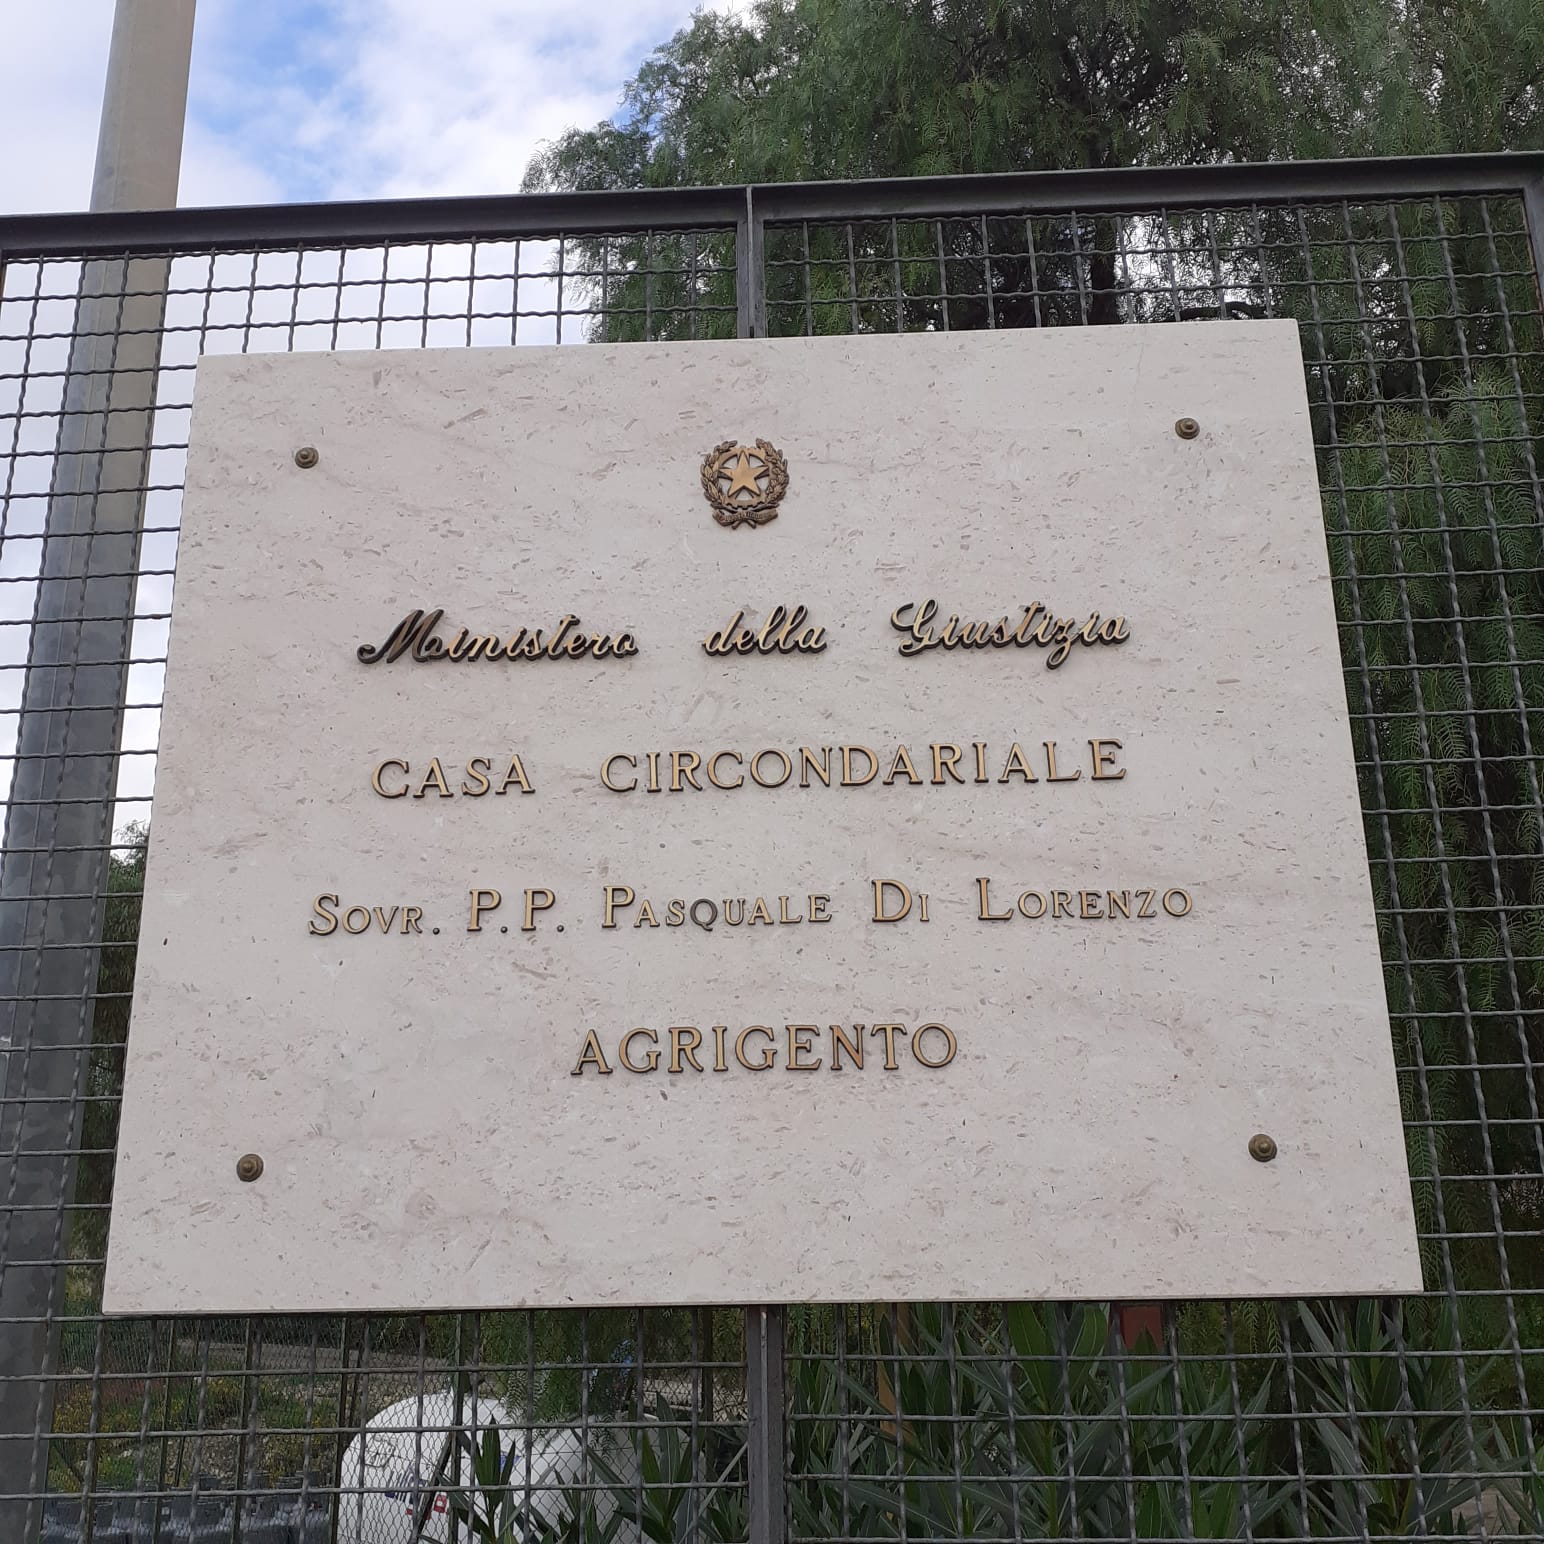 Ministero della Giustizia
CASA CIRCONDARIALE
SOVR. P.P. PASQUALE DI LORENZO
AGRIGENTO